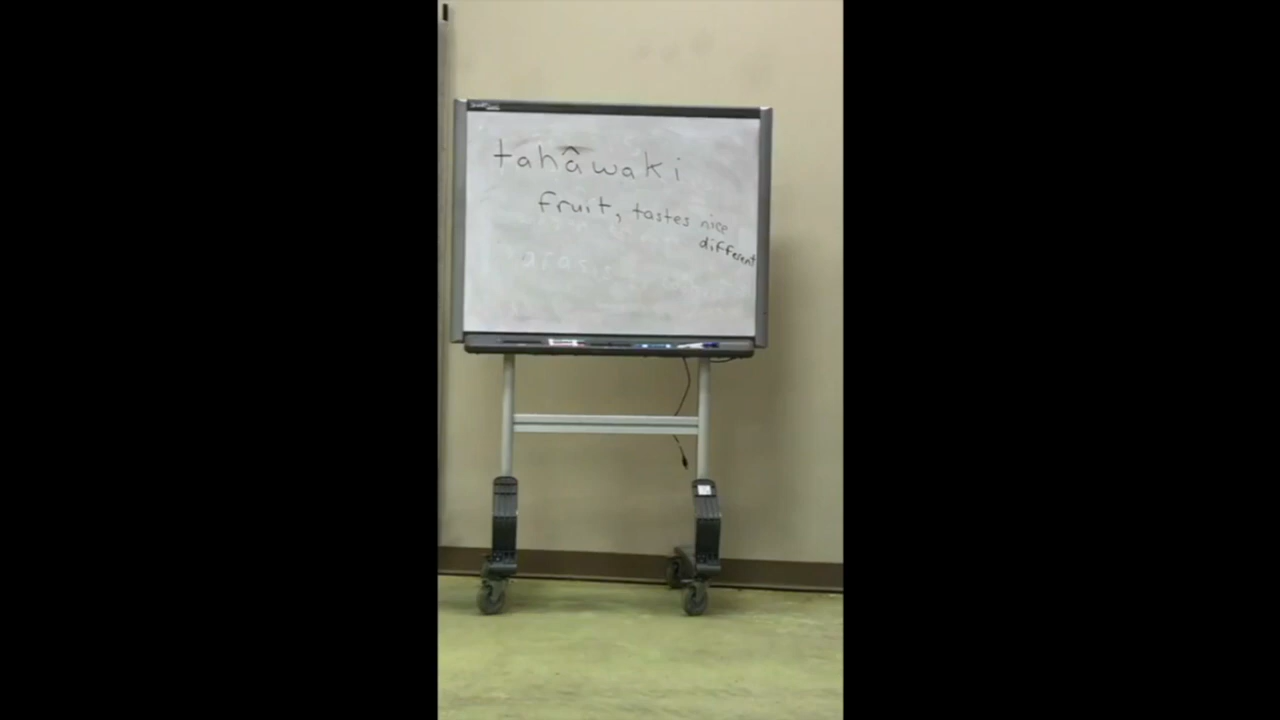 tahâwaki
fruit, tastes nice
different